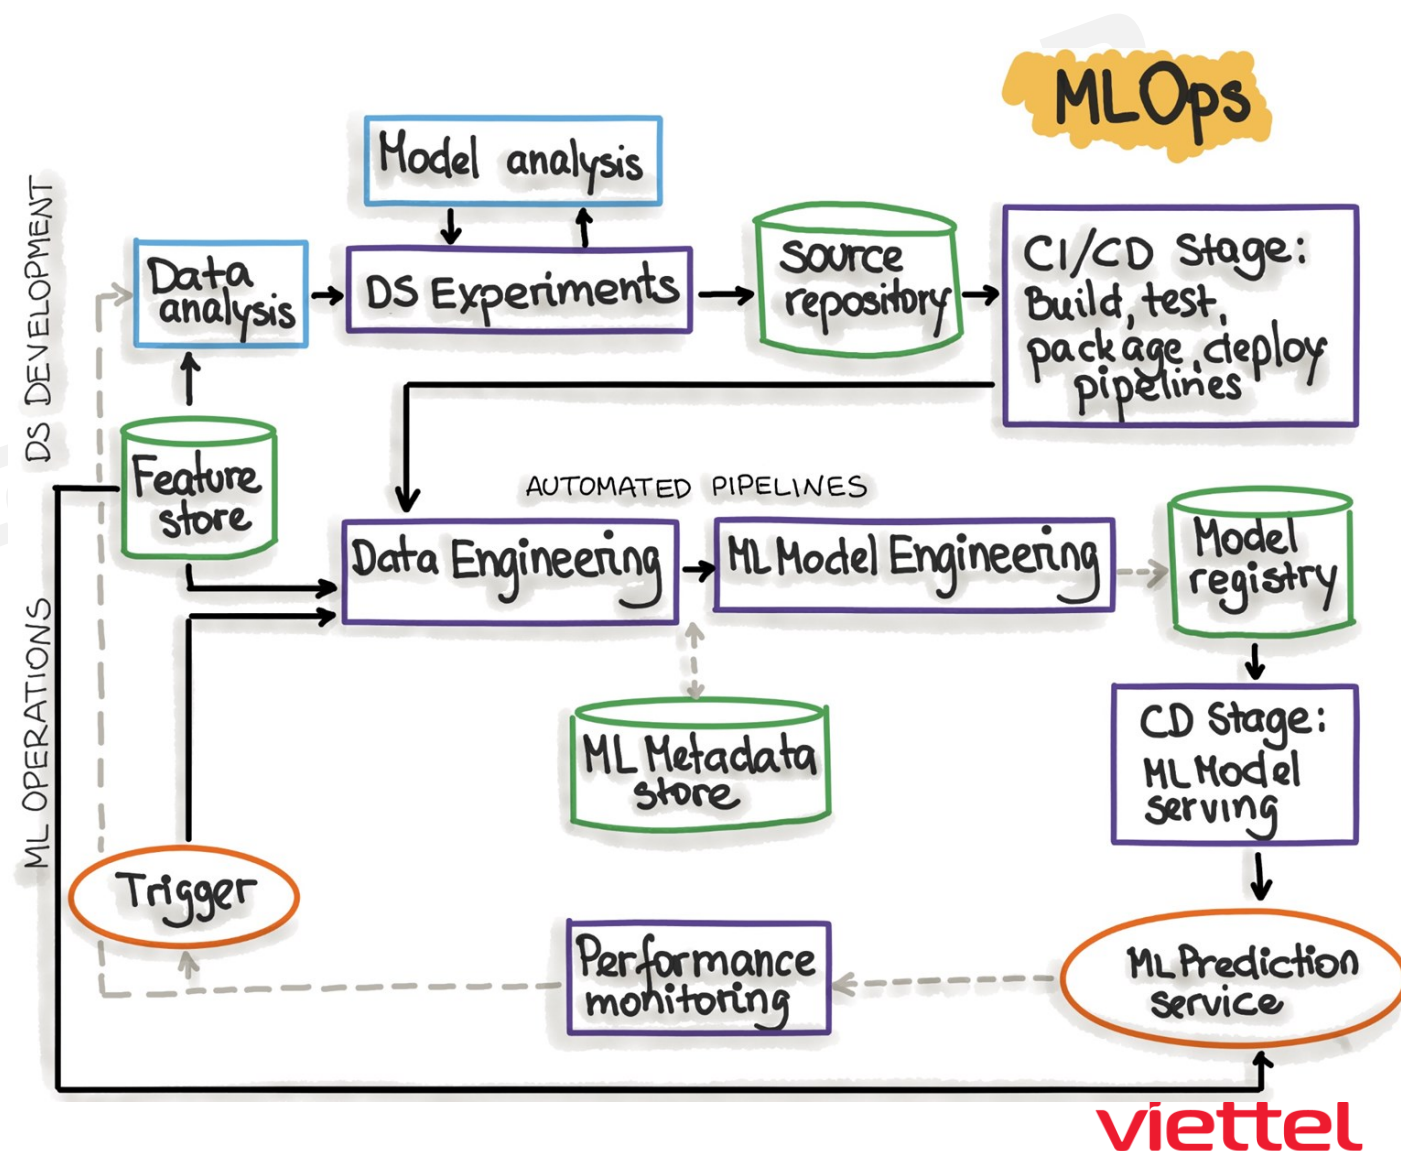 MLOps
Model analysis
DS DEVELOPMENT
Data
analysis
DS Experiments
source
repository
CI/CD Stage:
Build, test,
package, deploy
pipelines
Feature
store
AUTOMATED PIPELINES
Data Engineering
ML Model Engineering
Model
registry
ML OPERATIONS
ML Metadata
store
CD Stage:
ML Model
serving
Trigger
Performance
monitoring
ML Prediction
service
viettel